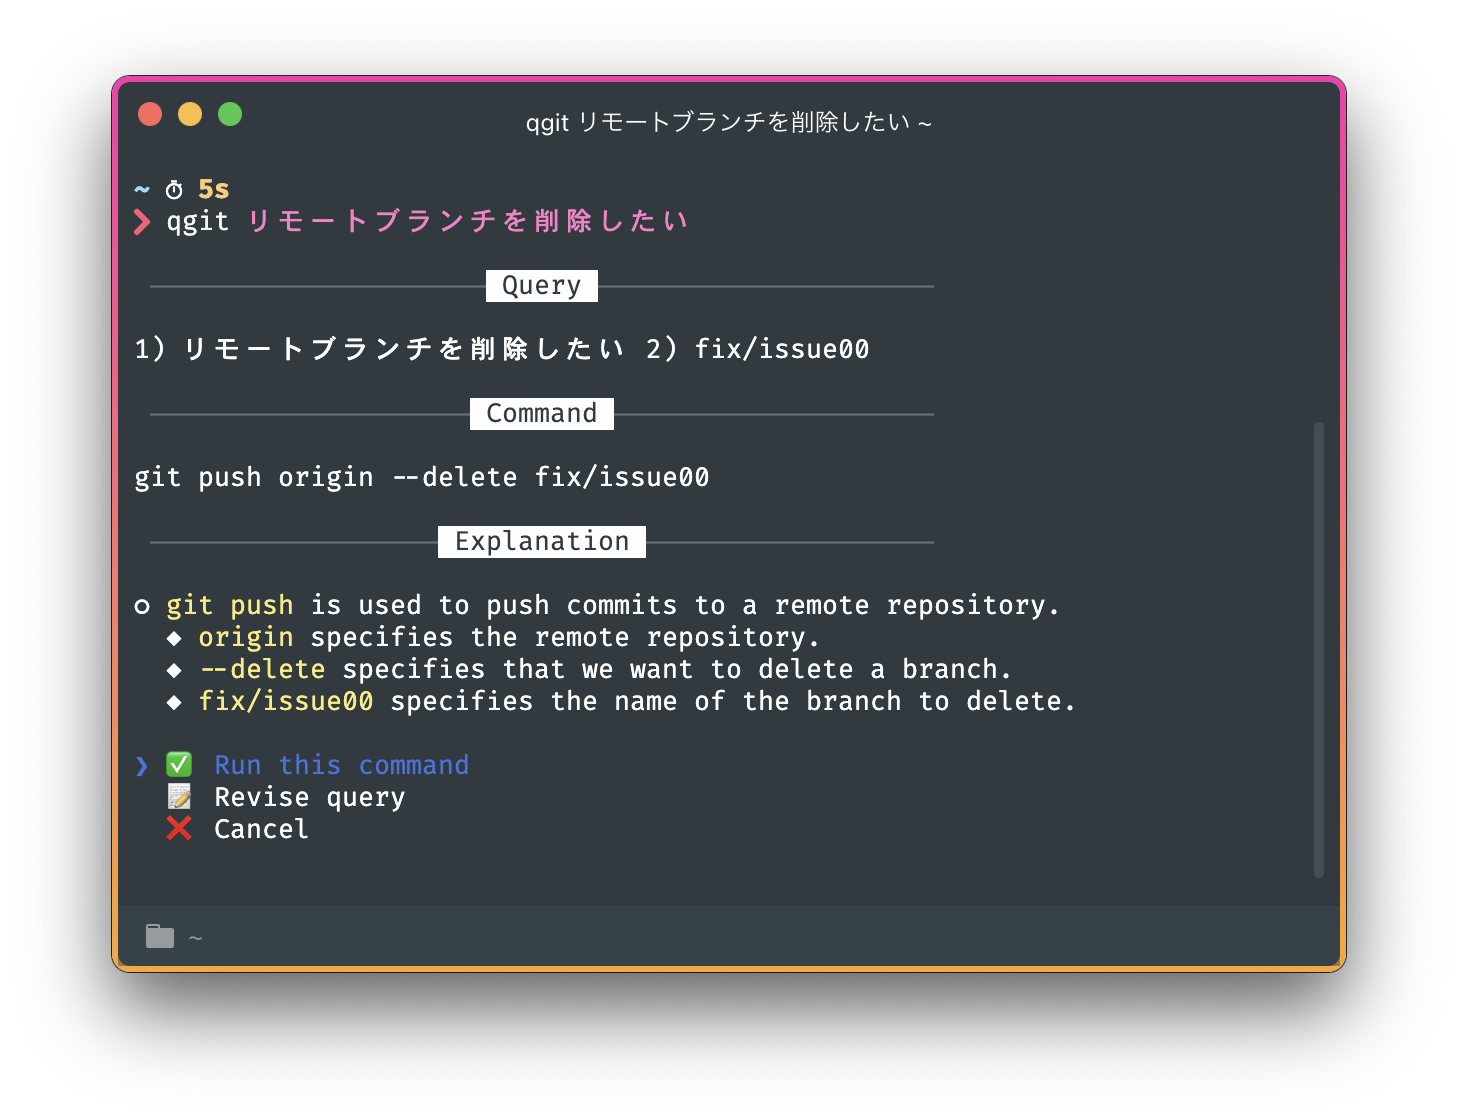 qgit リモートブランチを削除したい ~
~ ⏱ 5s
❯ qgit リモートブランチを削除したい
Query
1) リモートブランチを削除したい 2) fix/issue00
Command
git push origin --delete fix/issue00
Explanation
○ git push is used to push commits to a remote repository.
◆ origin specifies the remote repository.
◆ --delete specifies that we want to delete a branch.
◆ fix/issue00 specifies the name of the branch to delete.
❯ ✅ Run this command
📝 Revise query
❌ Cancel
~